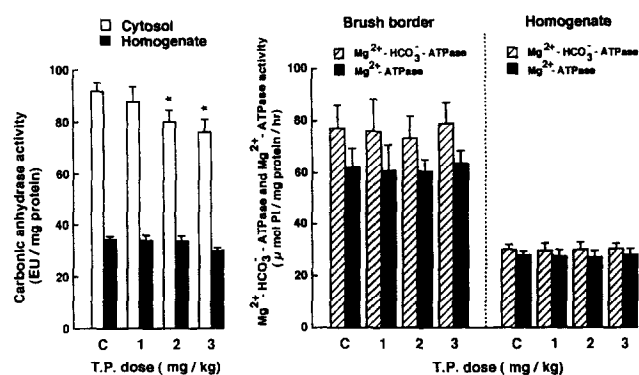 Cytosol
Homogenate
Carbonic anhydrase activity
(EU / mg protein)
100
80
60
40
20
0
*
*
C 1 2 3
T.P. dose ( mg / kg)
Brush border
Mg2+- HCO3- - ATPase
Mg2+- ATPase
Homogenate
Mg2+- HCO3- - ATPase
Mg2+- ATPase
Mg2+- HCO3- - ATPase and Mg2+- ATPase activity
( μ mol PI / mg protein / hr)
100
80
60
40
20
0
C 1 2 3 C 1 2 3
T.P. dose ( mg / kg)